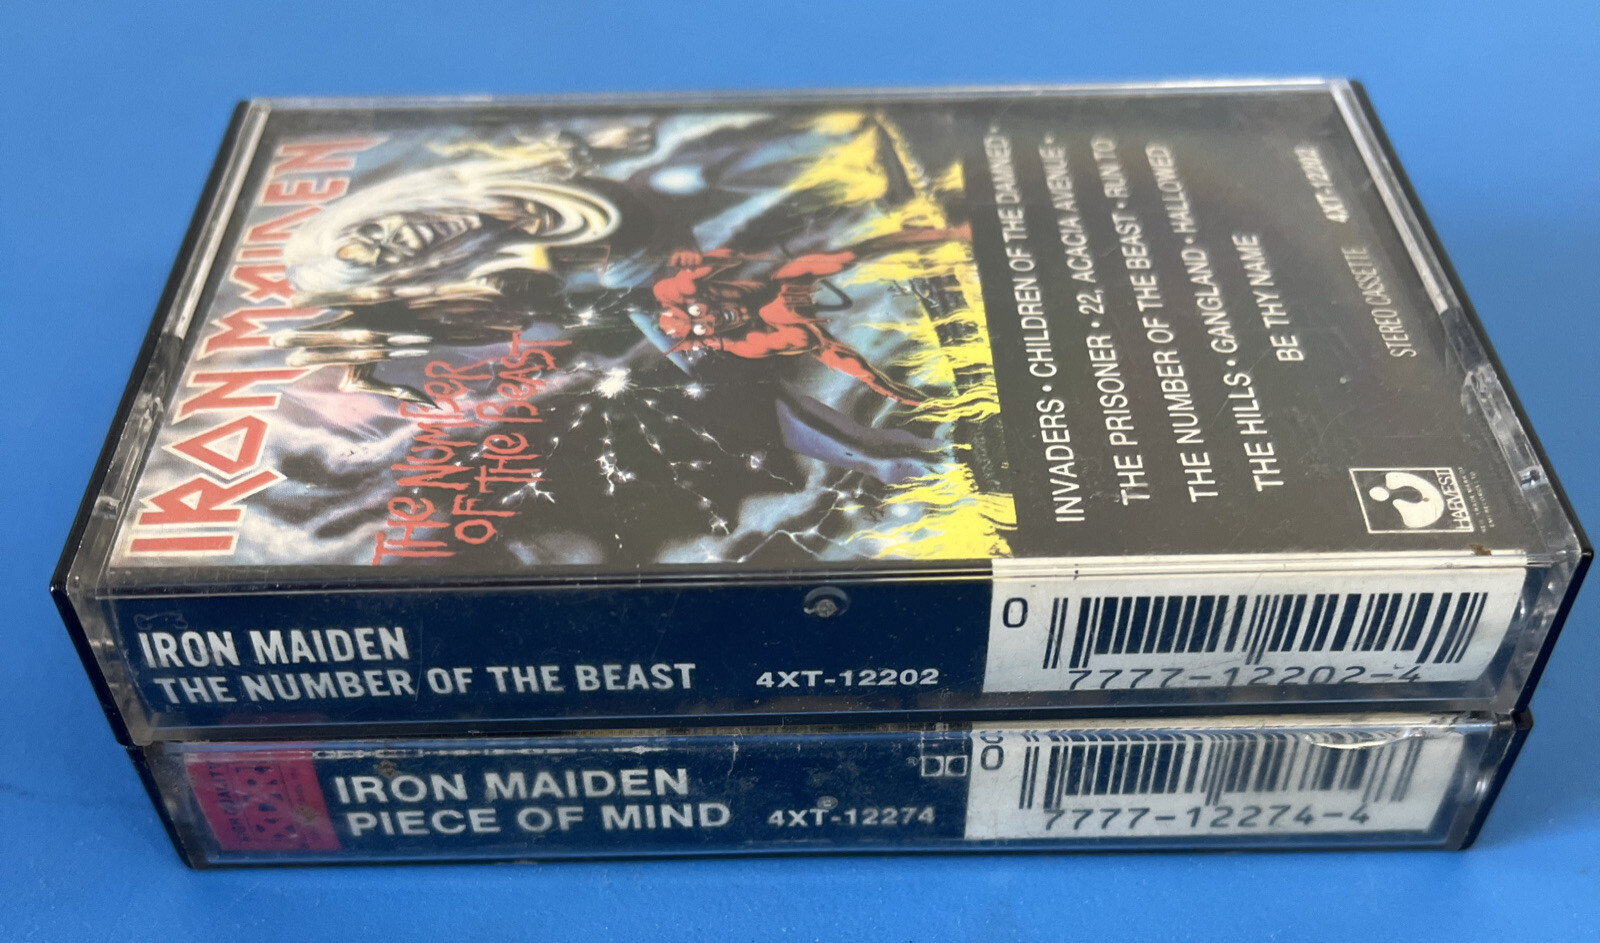 IRON MAIDEN
THE NUMBER
OF THE BEAST
INVADERS • CHILDREN OF THE DAMNED •
THE PRISONER • 22, ACACIA AVENUE •
THE NUMBER OF THE BEAST • RUN TO
THE HILLS • GANGLAND • HALLOWED
BE THY NAME
STEREO CASSETTE 4XT-12202
HARVEST
IRON MAIDEN
THE NUMBER OF THE BEAST
4XT-12202
0
7777-12202-4
IRON MAIDEN
PIECE OF MIND
4XT-12274
0
7777-12274-4